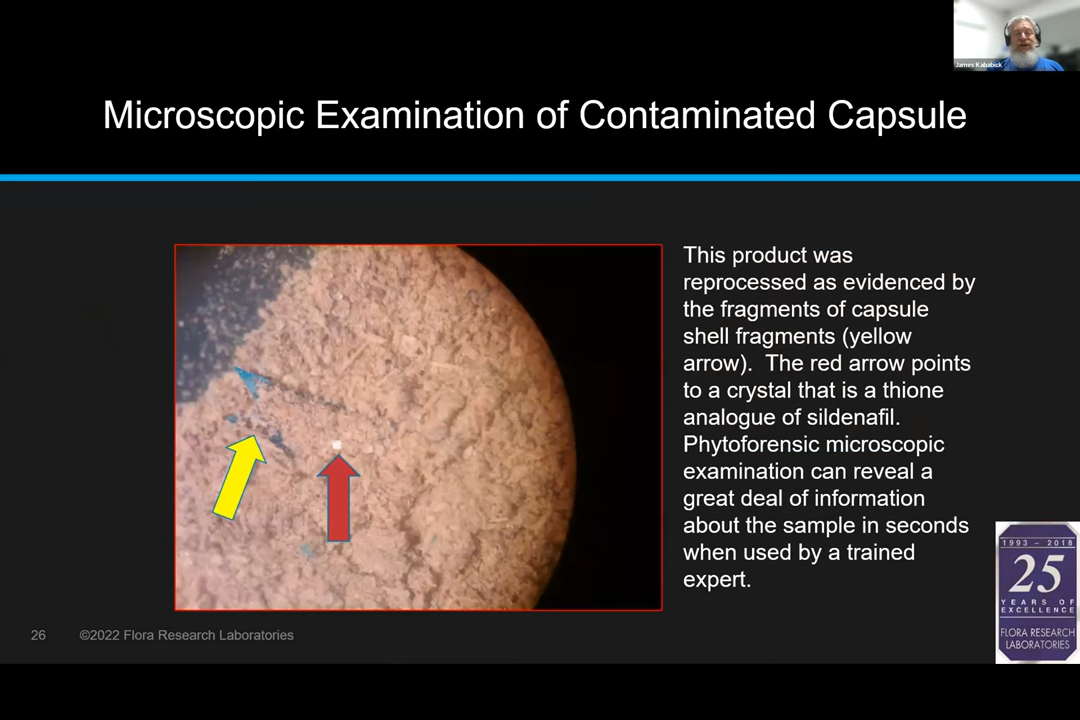 James Kababick
Microscopic Examination of Contaminated Capsule
This product was
reprocessed as evidenced by
the fragments of capsule
shell fragments (yellow
arrow).  The red arrow points
to a crystal that is a thione
analogue of sildenafil.
Phytoforensic microscopic
examination can reveal a
great deal of information
about the sample in seconds
when used by a trained
expert.
1993 – 2018
25
YEARS OF
EXCELLENCE
FLORA RESEARCH
LABORATORIES
26
©2022 Flora Research Laboratories